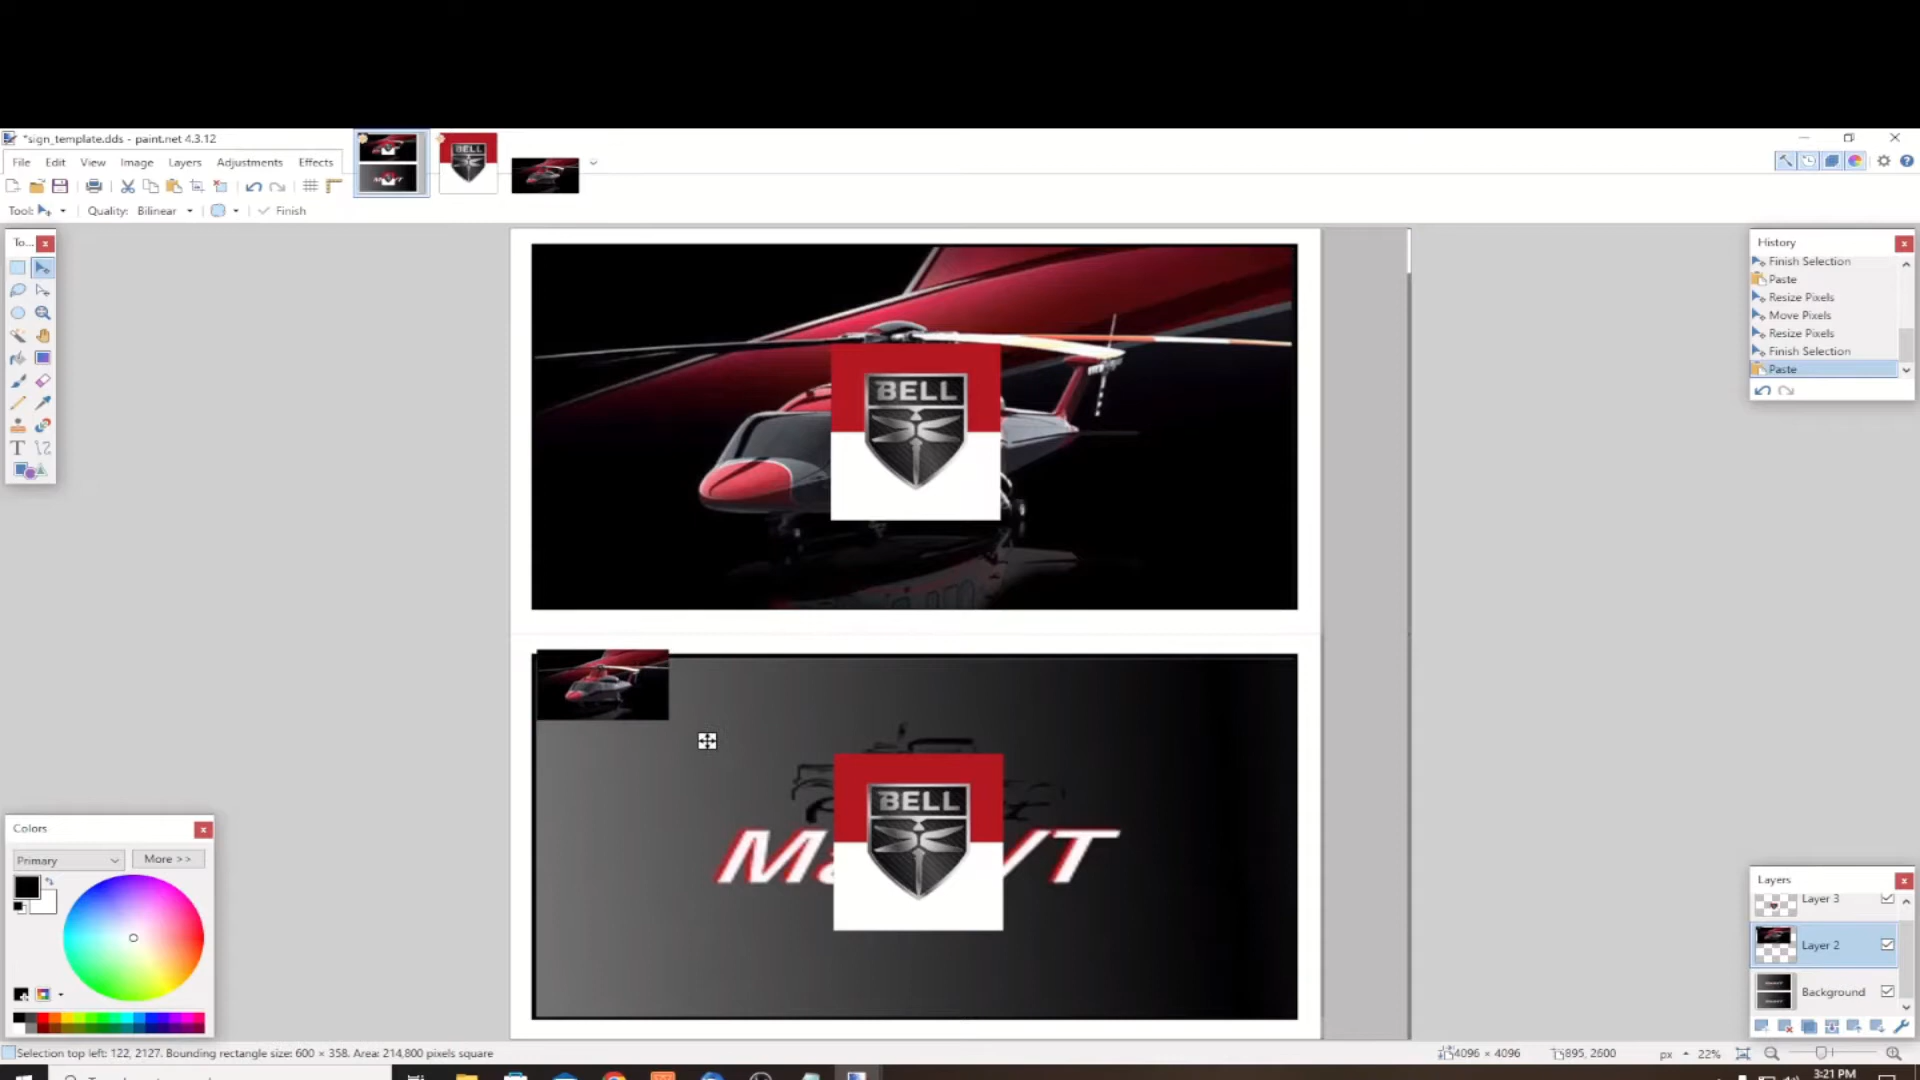 *sign_template.dds - paint.net 4.3.12
File Edit View Image Layers Adjustments Effects
Tool: Quality: Bilinear Finish
BELL
To...
History
Finish Selection
Paste
Resize Pixels
Move Pixels
Resize Pixels
Finish Selection
Paste
BELL
BELL
VT
Colors
Primary More >>
Layers
Layer 3
Layer 2
Background
Selection top left: 122, 2127. Bounding rectangle size: 600 × 358. Area: 214,800 pixels square 4096 × 4096 895, 2600 px 22%
3:21 PM